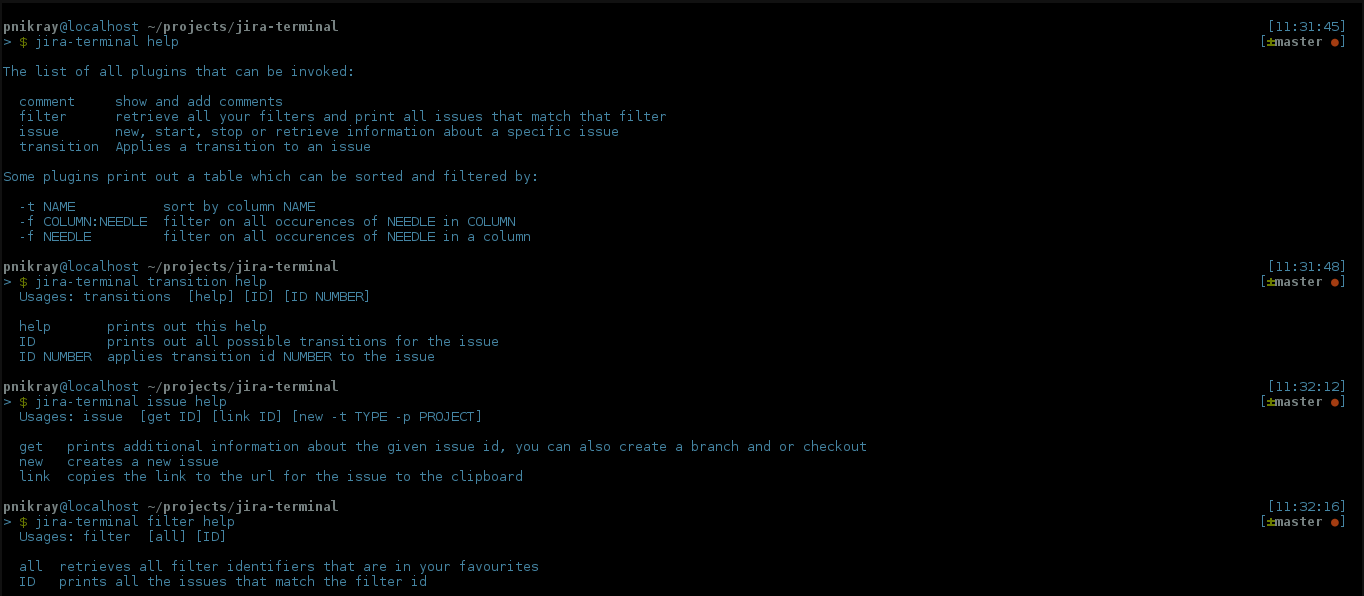 pnikray@localhost ~/projects/jira-terminal [11:31:45]
> $ jira-terminal help [±master ●]
The list of all plugins that can be invoked:
comment show and add comments
filter retrieve all your filters and print all issues that match that filter
issue new, start, stop or retrieve information about a specific issue
transition Applies a transition to an issue
Some plugins print out a table which can be sorted and filtered by:
-t NAME sort by column NAME
-f COLUMN:NEEDLE filter on all occurences of NEEDLE in COLUMN
-f NEEDLE filter on all occurences of NEEDLE in a column
pnikray@localhost ~/projects/jira-terminal [11:31:48]
> $ jira-terminal transition help [±master ●]
Usages: transitions [help] [ID] [ID NUMBER]
help prints out this help
ID prints out all possible transitions for the issue
ID NUMBER applies transition id NUMBER to the issue
pnikray@localhost ~/projects/jira-terminal [11:32:12]
> $ jira-terminal issue help [±master ●]
Usages: issue [get ID] [link ID] [new -t TYPE -p PROJECT]
get prints additional information about the given issue id, you can also create a branch and or checkout
new creates a new issue
link copies the link to the url for the issue to the clipboard
pnikray@localhost ~/projects/jira-terminal [11:32:16]
> $ jira-terminal filter help [±master ●]
Usages: filter [all] [ID]
all retrieves all filter identifiers that are in your favourites
ID prints all the issues that match the filter id